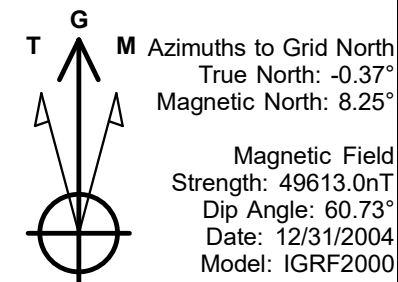 G
T M
Azimuths to Grid North
True North: -0.37°
Magnetic North: 8.25°
Magnetic Field
Strength: 49613.0nT
Dip Angle: 60.73°
Date: 12/31/2004
Model: IGRF2000